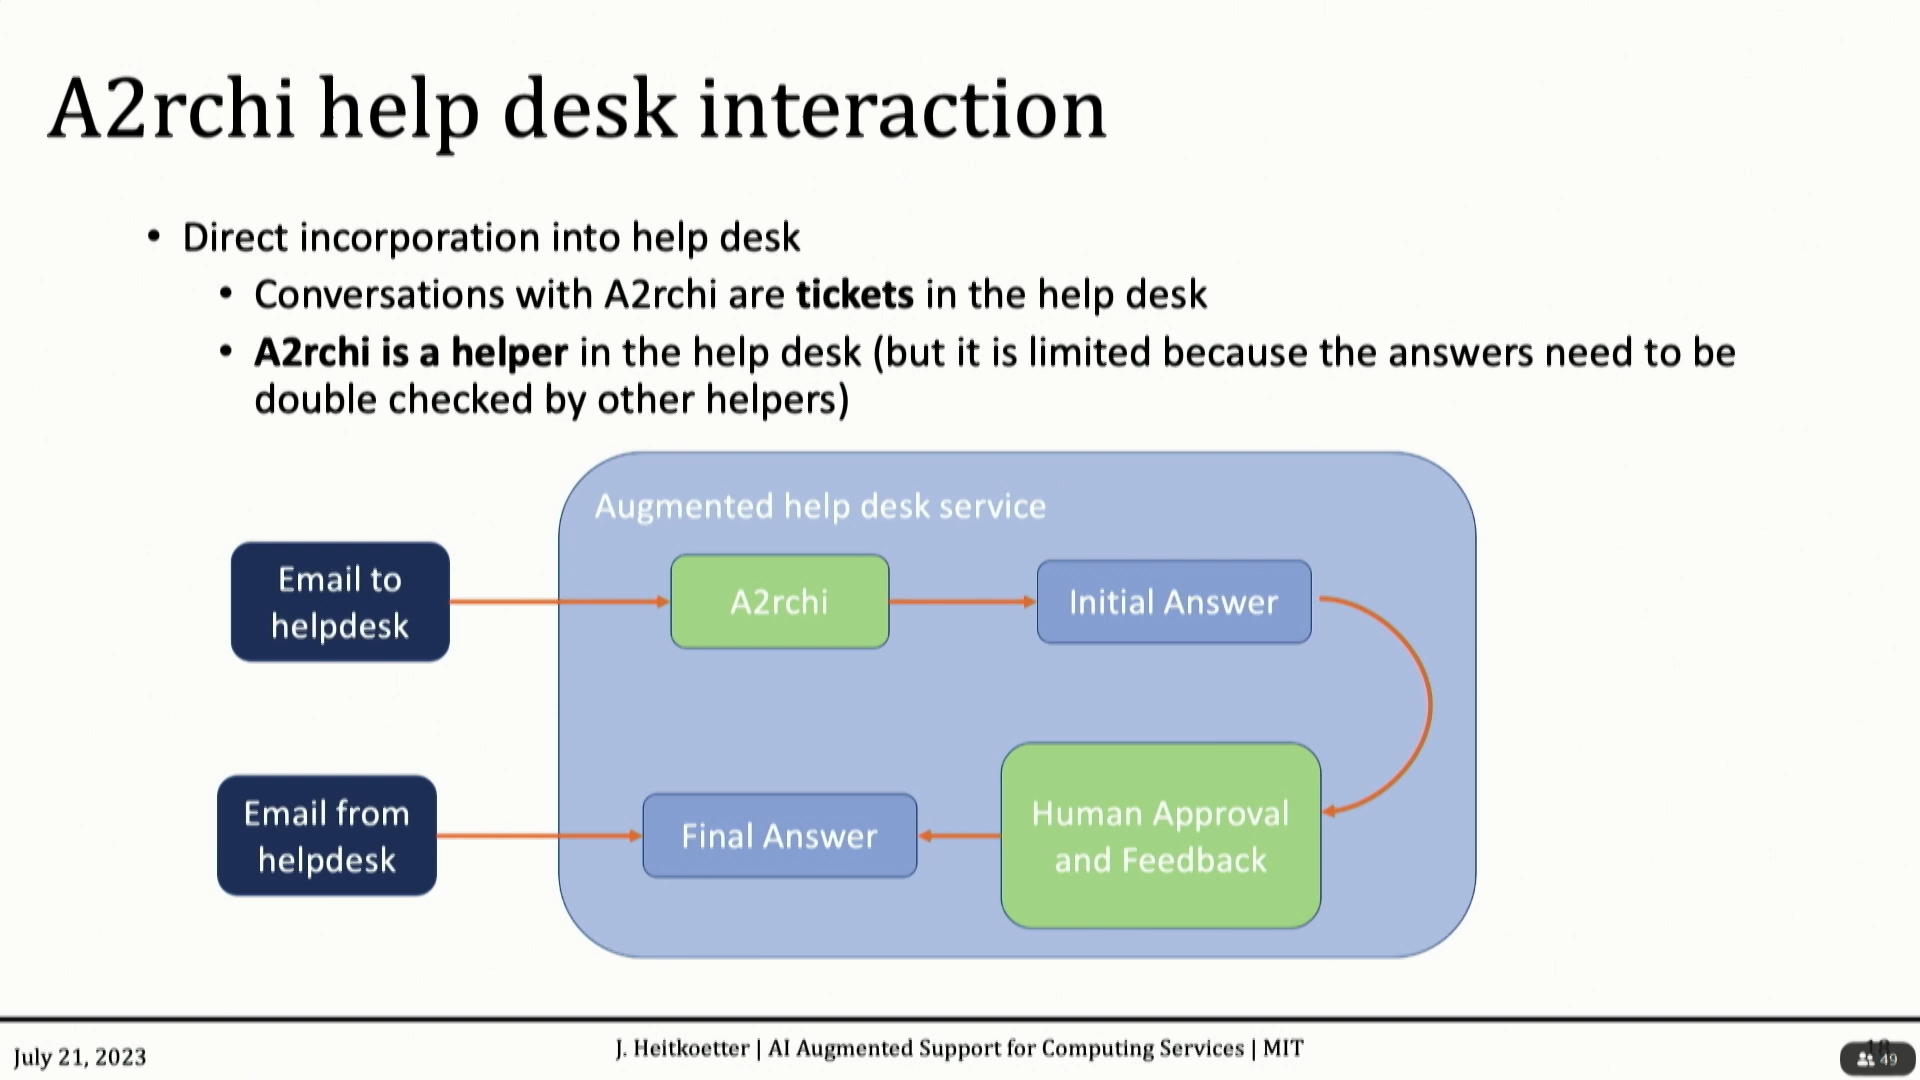 A2rchi help desk interaction
• Direct incorporation into help desk
• Conversations with A2rchi are tickets in the help desk
• A2rchi is a helper in the help desk (but it is limited because the answers need to be
double checked by other helpers)
Augmented help desk service
Email to
helpdesk
A2rchi
Initial Answer
Email from
helpdesk
Final Answer
Human Approval
and Feedback
July 21, 2023
J. Heitkoetter | AI Augmented Support for Computing Services | MIT
49